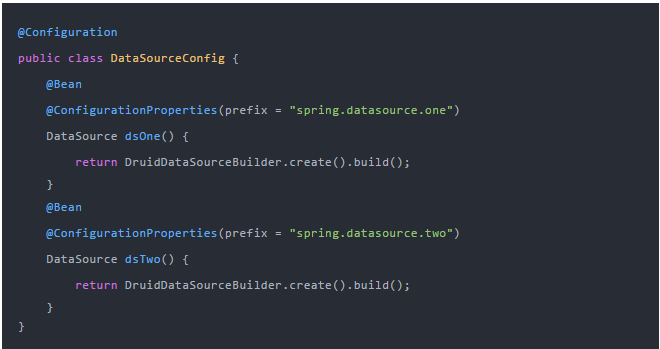 @Configuration
public class DataSourceConfig {
    @Bean
    @ConfigurationProperties(prefix = "spring.datasource.one")
    DataSource dsOne() {
        return DruidDataSourceBuilder.create().build();
    }
    @Bean
    @ConfigurationProperties(prefix = "spring.datasource.two")
    DataSource dsTwo() {
        return DruidDataSourceBuilder.create().build();
    }
}